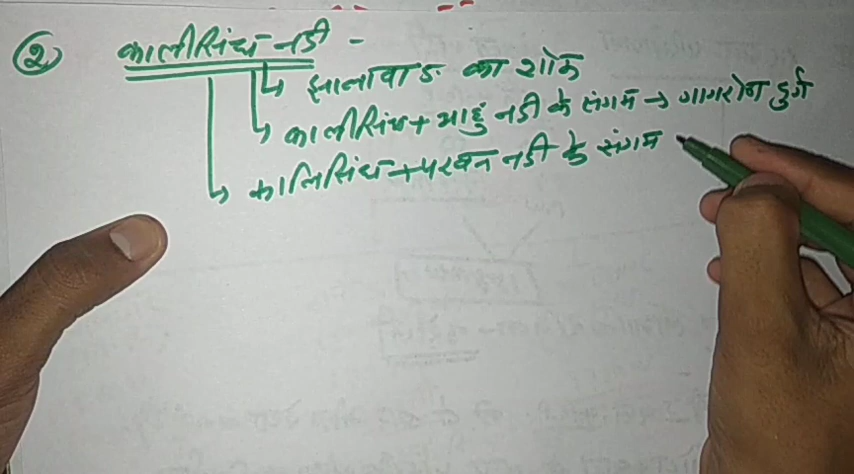 ② कालीसिंध नदी -
झालावाड का शोक
कालीसिंध + आहुं नदी के संगम → गागरोन दुर्ग
कालिसिंध + परवन नदी के संगम